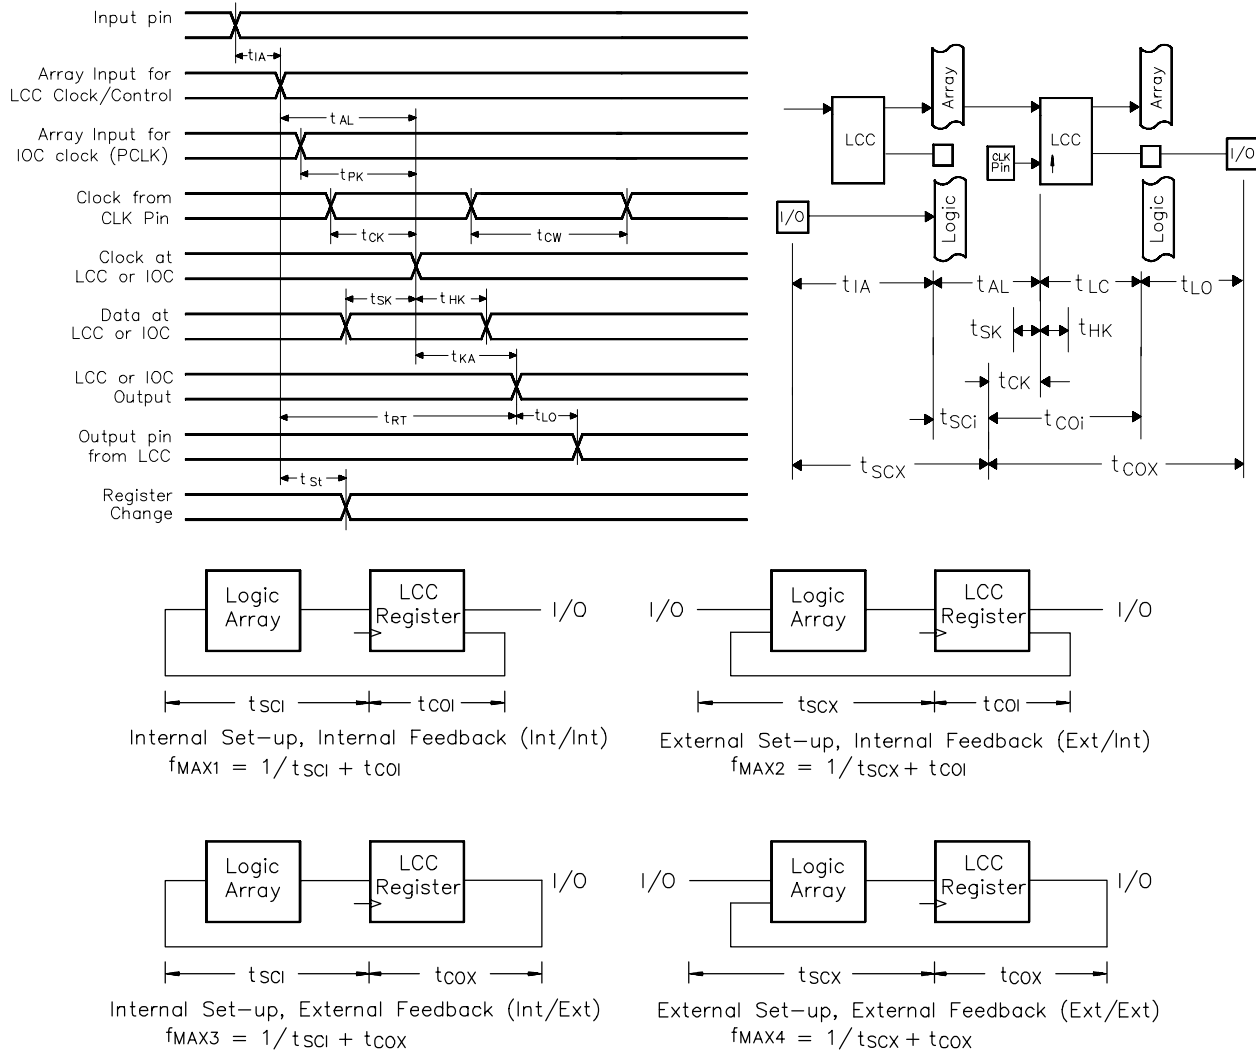 Input pin
tIA
Array Input for
LCC Clock/Control
tAL
Array Input for
IOC clock (PCLK)
tPK
Clock from
CLK Pin
tCK
tCW
Clock at
LCC or IOC
tSK
tHK
Data at
LCC or IOC
tKA
LCC or IOC
Output
tRT
tLO
Output pin
from LCC
tSt
Register
Change
Array
Array
LCC
LCC
CLK
Pin
I/O
I/O
Logic
Logic
tIA
tAL
tLC
tLO
tSK
tHK
tCK
tSCi
tCOi
tSCX
tCOX
Logic
Array
LCC
Register
I/O
tSCI
tCOI
Internal Set-up, Internal Feedback (Int/Int)
fMAX1 = 1/tSCI + tCOI
I/O
Logic
Array
LCC
Register
I/O
tSCX
tCOI
External Set-up, Internal Feedback (Ext/Int)
fMAX2 = 1/tSCX + tCOI
Logic
Array
LCC
Register
I/O
tSCI
tCOX
Internal Set-up, External Feedback (Int/Ext)
fMAX3 = 1/tSCI + tCOX
I/O
Logic
Array
LCC
Register
I/O
tSCX
tCOX
External Set-up, External Feedback (Ext/Ext)
fMAX4 = 1/tSCX + tCOX